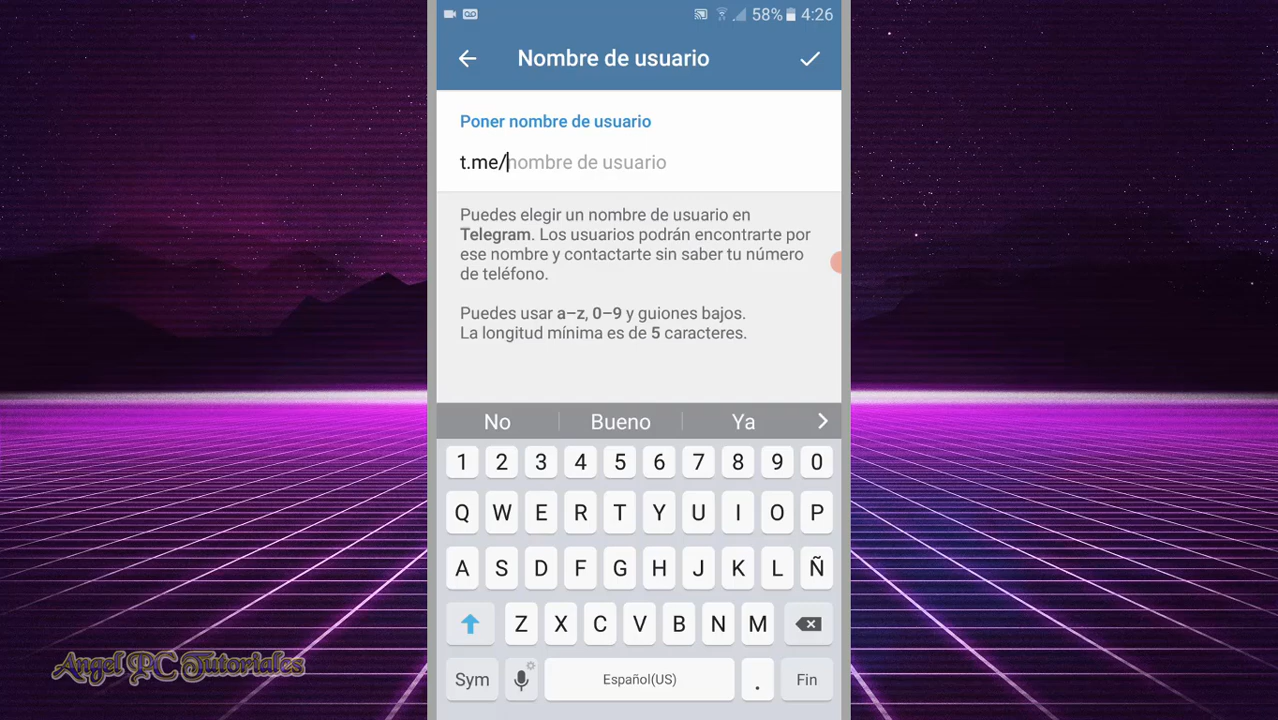 58% 4:26
Nombre de usuario
Poner nombre de usuario
t.me/nombre de usuario
Puedes elegir un nombre de usuario en
Telegram. Los usuarios podrán encontrarte por
ese nombre y contactarte sin saber tu número
de teléfono.
Puedes usar a–z, 0–9 y guiones bajos.
La longitud mínima es de 5 caracteres.
No Bueno Ya
1 2 3 4 5 6 7 8 9 0
Q W E R T Y U I O P
A S D F G H J K L Ñ
Z X C V B N M
Sym Español(US) . Fin
Angel PC Tutoriales